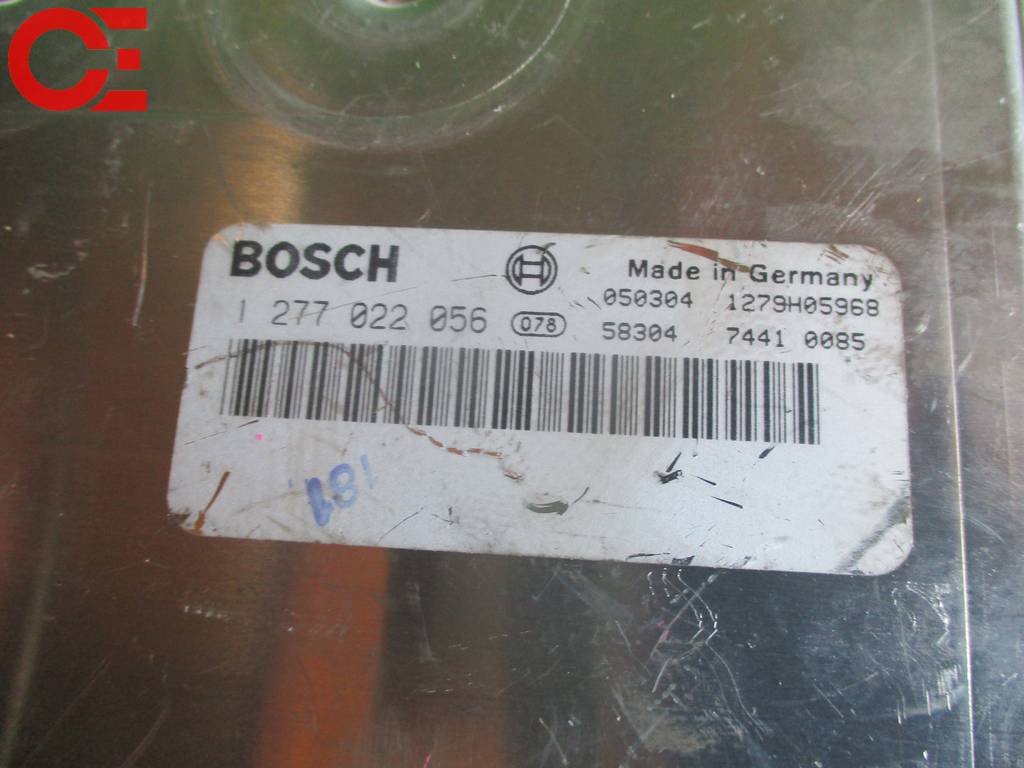 CE
BOSCH
Made in Germany
050304 1279H05968
1 277 022 056 078
58304 7441 0085
181